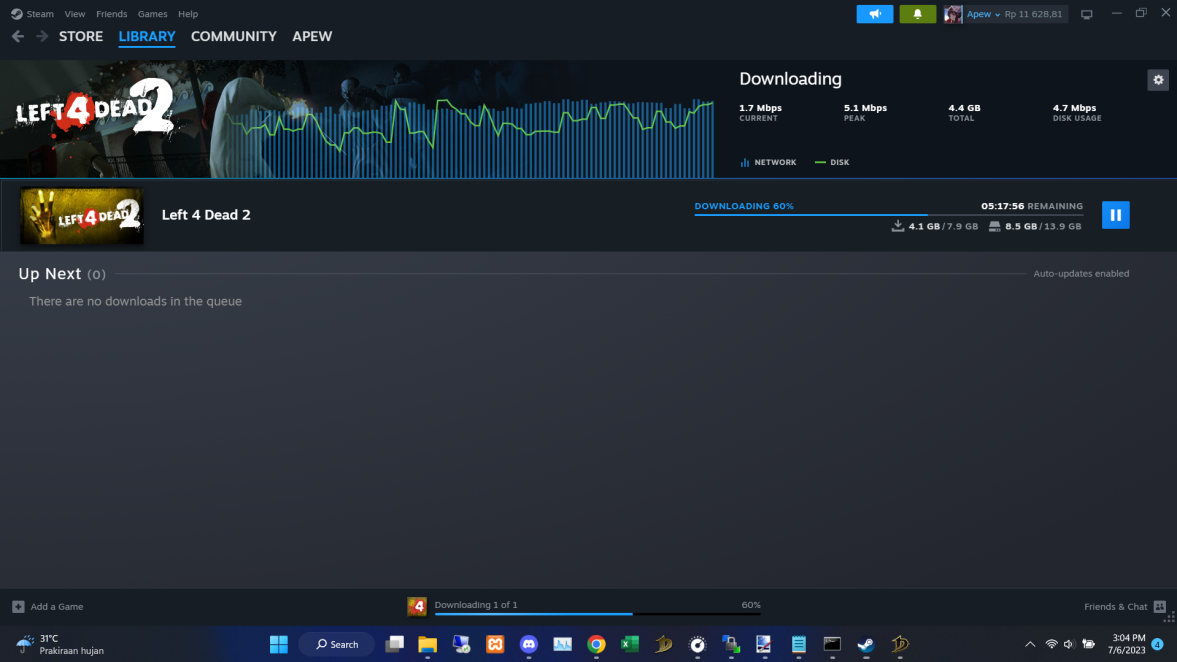 Steam View Friends Games Help
Apew Rp 11 628,81
STORE LIBRARY COMMUNITY APEW
LEFT 4 DEAD 2
Downloading
1.7 Mbps 5.1 Mbps 4.4 GB 4.7 Mbps
CURRENT PEAK TOTAL DISK USAGE
NETWORK DISK
LEFT 4 DEAD 2
Left 4 Dead 2
DOWNLOADING 60% 05:17:56 REMAINING
4.1 GB/7.9 GB 8.5 GB/13.9 GB
Up Next (0) Auto-updates enabled
There are no downloads in the queue
Add a Game
4
Downloading 1 of 1 60%
Friends & Chat
31°C
Prakiraan hujan
Search
3:04 PM
7/6/2023
4